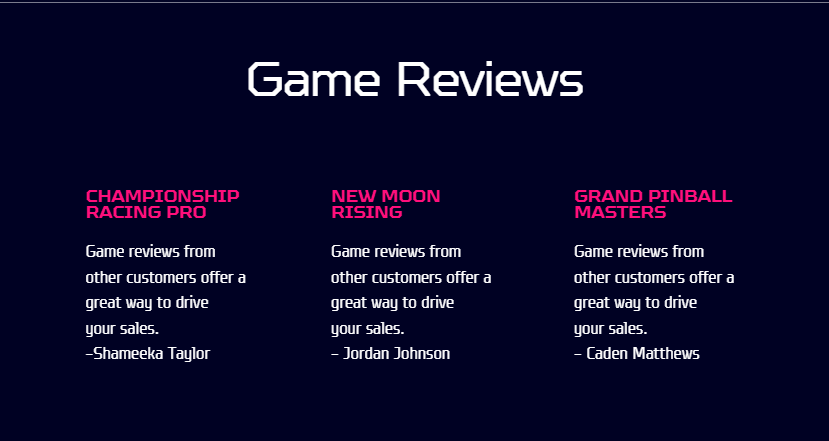 Game Reviews
CHAMPIONSHIP
RACING PRO
Game reviews from
other customers offer a
great way to drive
your sales.
-Shameeka Taylor
NEW MOON
RISING
Game reviews from
other customers offer a
great way to drive
your sales.
- Jordan Johnson
GRAND PINBALL
MASTERS
Game reviews from
other customers offer a
great way to drive
your sales.
- Caden Matthews